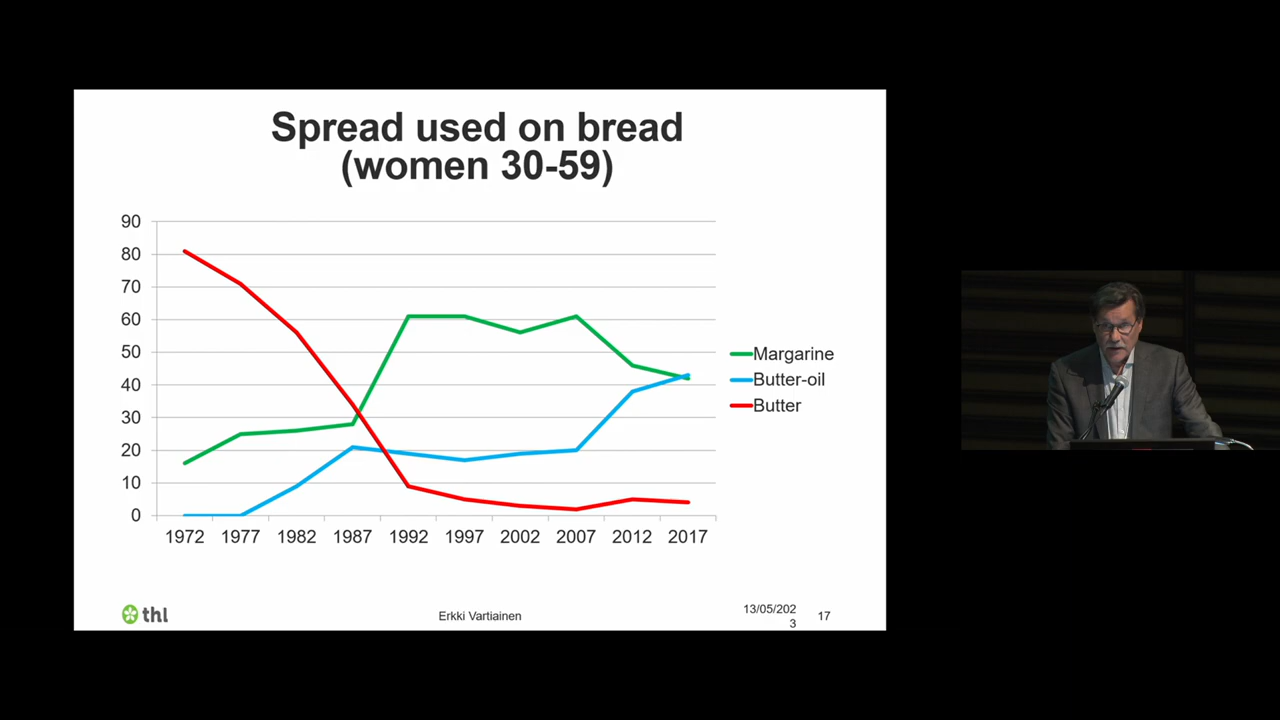 Spread used on bread
(women 30-59)
90
80
70
60
50
40
30
20
10
0
1972 1977 1982 1987 1992 1997 2002 2007 2012 2017
Margarine
Butter-oil
Butter
thl
Erkki Vartiainen
13/05/202
3
17